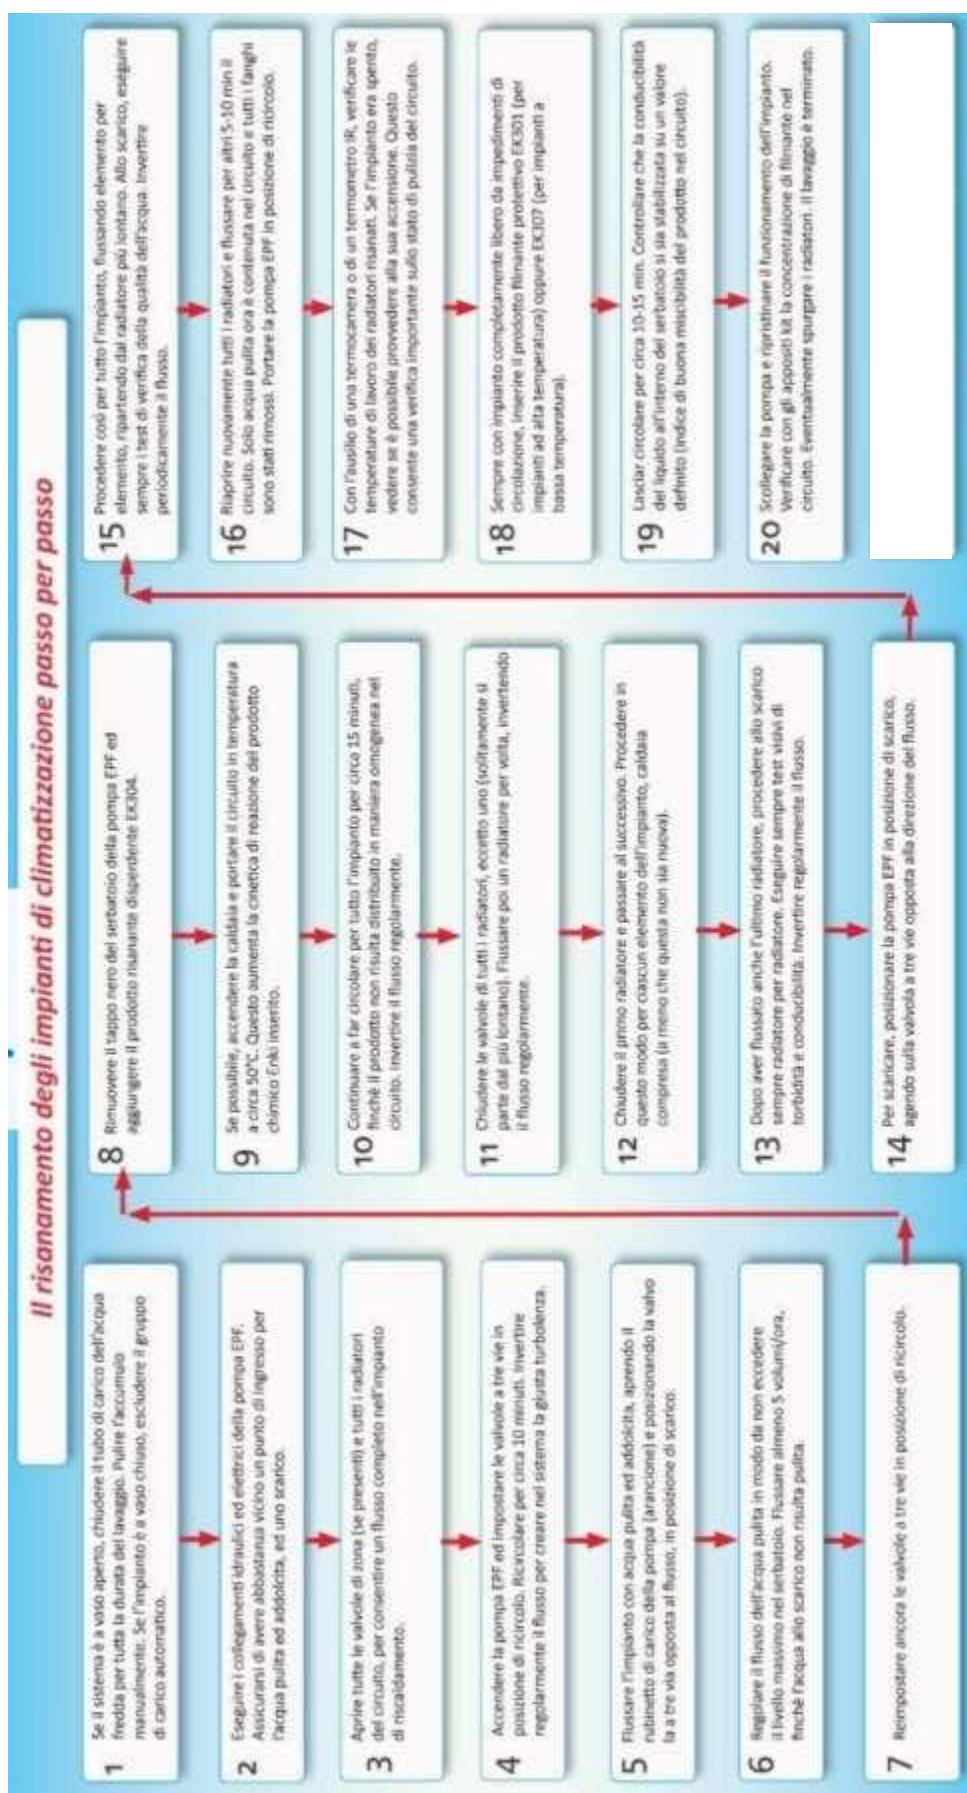 Il risanamento degli impianti di climatizzazione passo per passo
1
Se il sistema è a vaso aperto, chiudere il tubo di carico dell'acqua
fredda per tutta la durata del lavaggio. Pulire l'accumulo
manualmente. Se l'impianto è a vaso chiuso, escludere il gruppo
di carico automatico.
2
Eseguire i collegamenti idraulici ed elettrici della pompa EPF.
Assicurarsi di avere abbastanza vicino un punto di ingresso per
l'acqua pulita ed addolcita, ed uno scarico.
3
Aprire tutte le valvole di zona (se presenti) e tutti i radiatori
del circuito, per consentire un flusso completo nell'impianto
di riscaldamento.
4
Accendere la pompa EPF ed impostare le valvole a tre vie in
posizione di ricircolo. Ricircolare per circa 10 minuti. Invertire
regolarmente il flusso per creare nel sistema la giusta turbolenza.
5
Flussare l'impianto con acqua pulita ed addolcita, aprendo il
rubinetto di carico della pompa (arancione) e posizionando la valvo
la a tre via opposta al flusso, in posizione di scarico.
6
Regolare il flusso dell'acqua pulita in modo da non eccedere
il livello massimo nel serbatoio. Flussare almeno 5 volumi/ora,
finchè l'acqua allo scarico non risulta pulita.
7
Reimpostare ancora le valvole a tre vie in posizione di ricircolo.
8
Rimuovere il tappo nero del serbatoio della pompa EPF ed
aggiungere il prodotto risanante disperdente EK304.
9
Se possibile, accendere la caldaia e portare il circuito in temperatura
a circa 50°C. Questo aumenta la cinetica di reazione del prodotto
chimico Enki inserito.
10
Continuare a far circolare per tutto l'impianto per circa 15 minuti,
finchè il prodotto non risulta distribuito in maniera omogenea nel
circuito. Invertire il flusso regolarmente.
11
Chiudere le valvole di tutti i radiatori, eccetto uno (solitamente si
parte dal più lontano). Flussare poi un radiatore per volta, invertendo
il flusso regolarmente.
12
Chiudere il primo radiatore e passare al successivo. Procedere in
questo modo per ciascun elemento dell'impianto, caldaia
compresa (a meno che questa non sia nuova).
13
Dopo aver flussato anche l'ultimo radiatore, procedere allo scarico
sempre radiatore per radiatore. Eseguire sempre test visivi di
torbidità e conducibilità. Invertire regolarmente il flusso.
14
Per scaricare, posizionare la pompa EPF in posizione di scarico,
agendo sulla valvola a tre vie opposta alla direzione del flusso.
15
Procedere così per tutto l'impianto, flussando elemento per
elemento, ripartendo dal radiatore più lontano. Allo scarico, eseguire
sempre i test di verifica della qualità dell'acqua. Invertire
periodicamente il flusso.
16
Riaprire nuovamente tutti i radiatori e flussare per altri 5-10 min il
circuito. Solo acqua pulita ora è contenuta nel circuito e tutti i fanghi
sono stati rimossi. Portare la pompa EPF in posizione di ricircolo.
17
Con l'ausilio di una termocamera o di un termometro IR, verificare le
temperature di lavoro dei radiatori risanati. Se l'impianto era spento,
vedere se è possibile provvedere alla sua accensione. Questo
consente una verifica importante sullo stato di pulizia del circuito.
18
Sempre con impianto completamente libero da impedimenti di
circolazione, inserire il prodotto filmante protettivo EK301 (per
impianti ad alta temperatura) oppure EK307 (per impianti a
bassa temperatura).
19
Lasciar circolare per circa 10-15 min. Controllare che la conducibilità
del liquido all'interno del serbatoio si sia stabilizzata su un valore
definito (indice di buona miscibilità del prodotto nel circuito).
20
Scollegare la pompa e ripristinare il funzionamento dell'impianto.
Verificare con gli appositi kit la concentrazione di filmante nel
circuito. Eventualmente spurgare i radiatori. Il lavaggio è terminato.